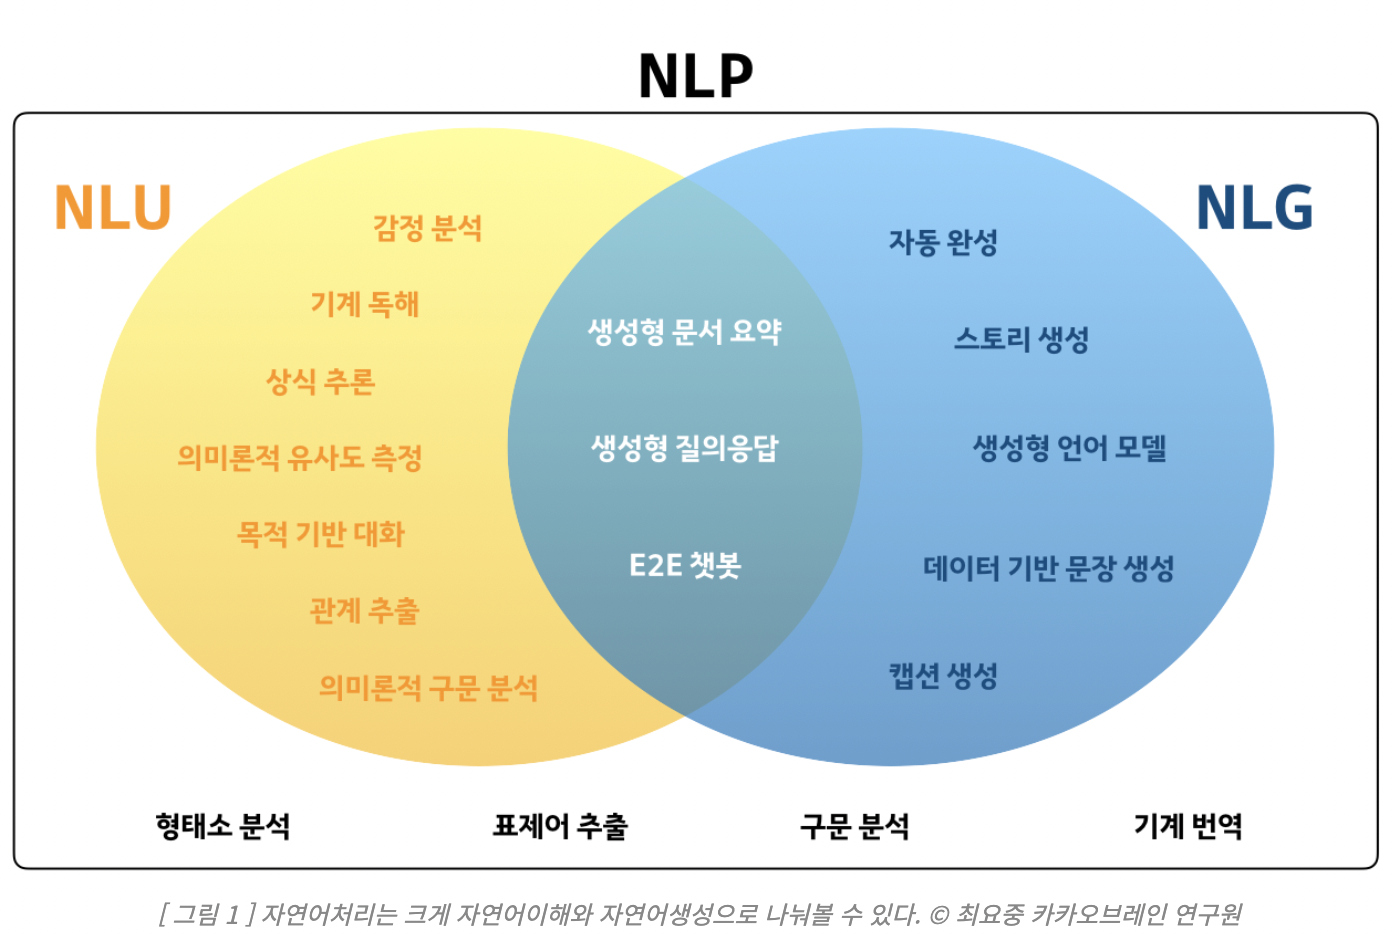 NLP
NLU
NLG
감정 분석
기계 독해
상식 추론
의미론적 유사도 측정
목적 기반 대화
관계 추출
의미론적 구문 분석
생성형 문서 요약
생성형 질의응답
E2E 챗봇
자동 완성
스토리 생성
생성형 언어 모델
데이터 기반 문장 생성
캡션 생성
형태소 분석
표제어 추출
구문 분석
기계 번역
[ 그림 1 ] 자연어처리는 크게 자연어이해와 자연어생성으로 나눠볼 수 있다. © 최요중 카카오브레인 연구원